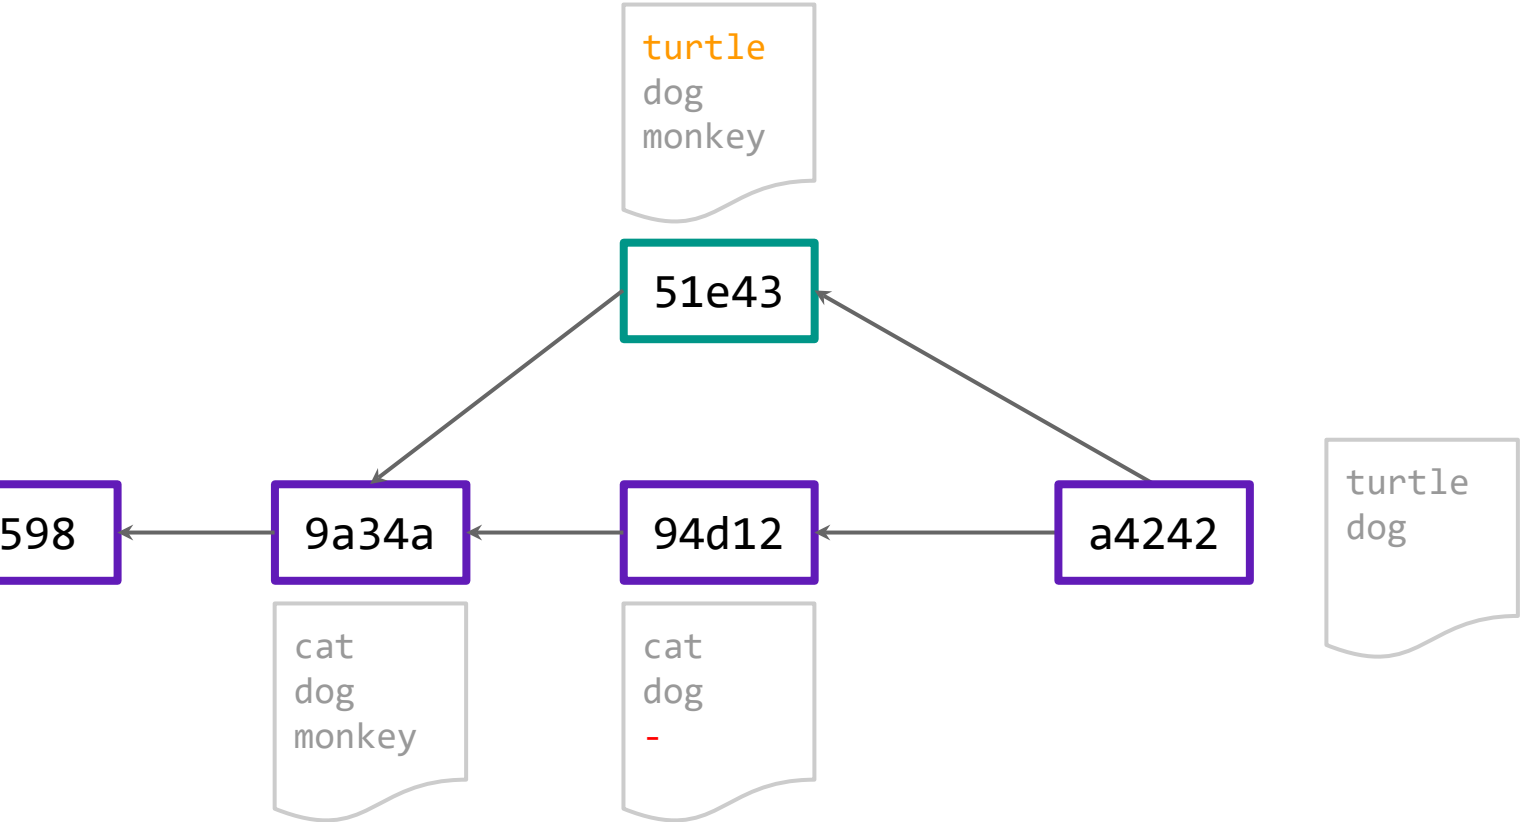 turtle
dog
monkey
51e43
598
9a34a
94d12
a4242
turtle
dog
cat
dog
monkey
cat
dog
-